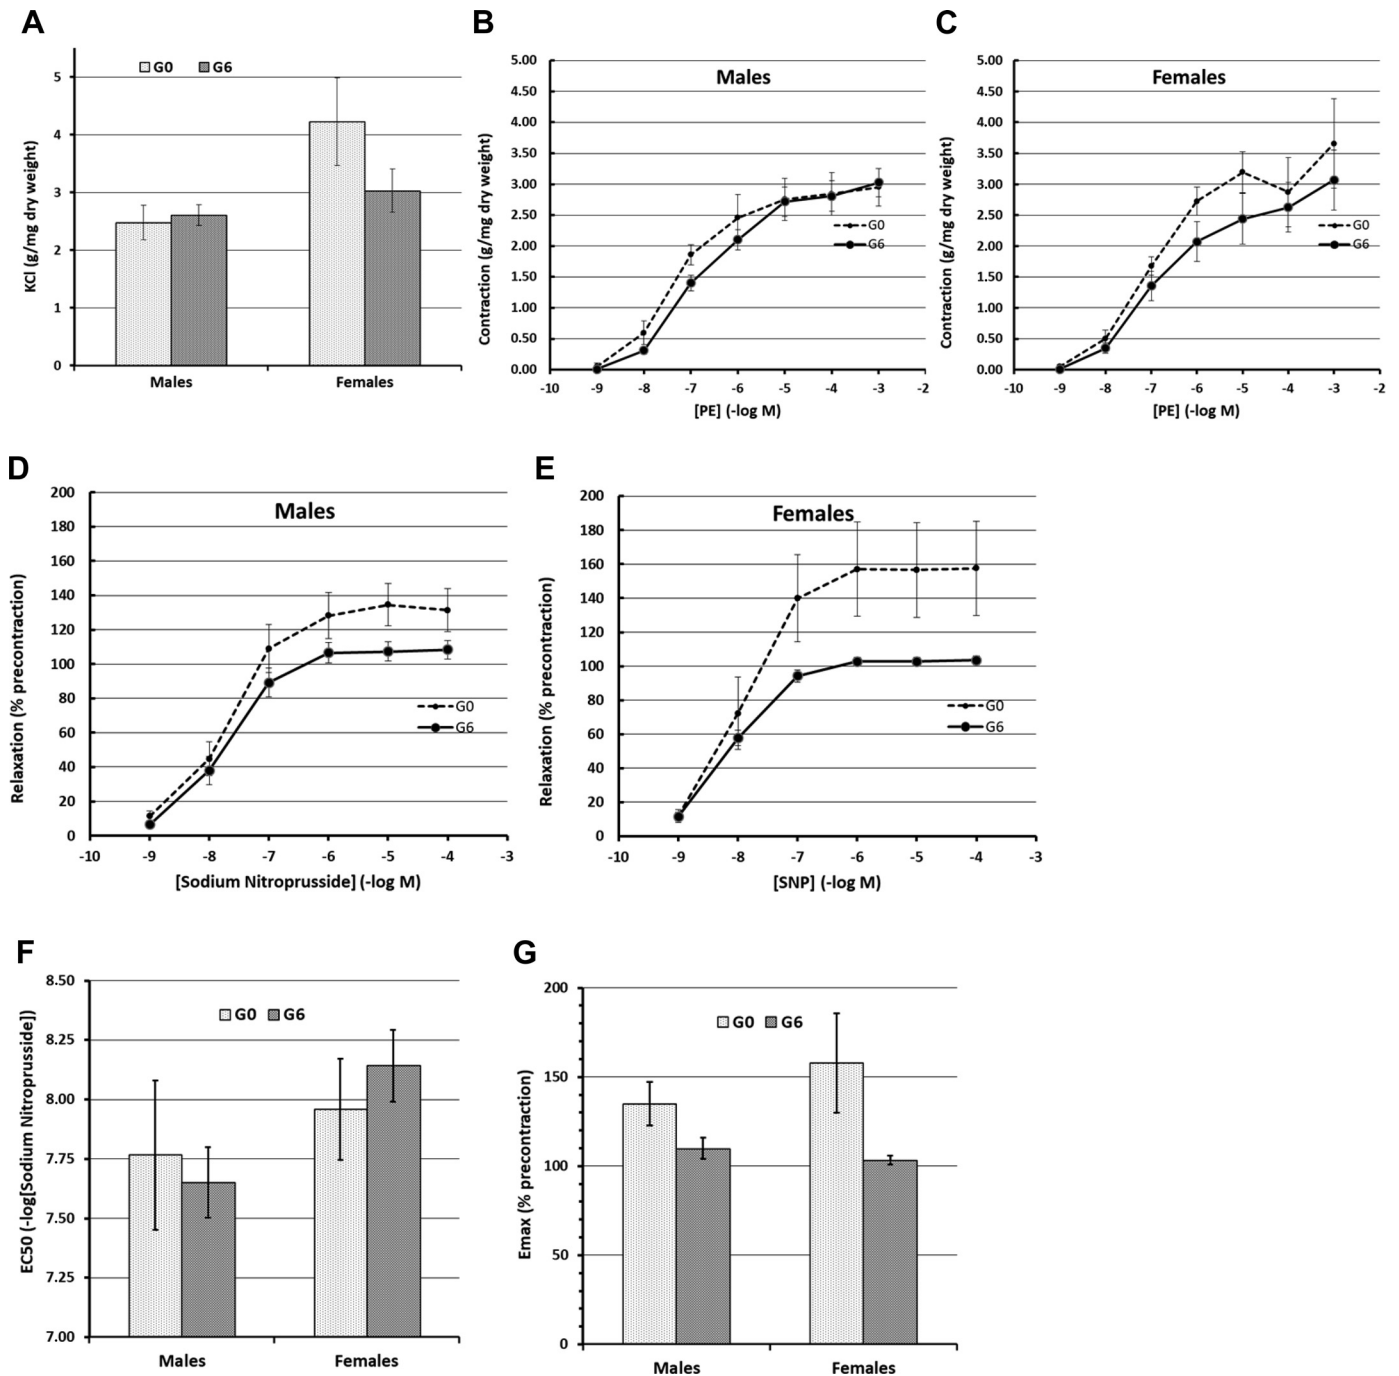 A
G0 G6
5
4
3
2
1
0
KCl (g/mg dry weight)
Males Females
B
Males
5.00
4.50
4.00
3.50
3.00
2.50
2.00
1.50
1.00
0.50
0.00
Contraction (g/mg dry weight)
G0
G6
-10 -9 -8 -7 -6 -5 -4 -3 -2
[PE] (-log M)
C
Females
5.00
4.50
4.00
3.50
3.00
2.50
2.00
1.50
1.00
0.50
0.00
Contraction (g/mg dry weight)
G0
G6
-10 -9 -8 -7 -6 -5 -4 -3 -2
[PE] (-log M)
D
Males
200
180
160
140
120
100
80
60
40
20
0
Relaxation (% precontraction)
G0
G6
-10 -9 -8 -7 -6 -5 -4 -3
[Sodium Nitroprusside] (-log M)
E
Females
200
180
160
140
120
100
80
60
40
20
0
Relaxation (% precontraction)
G0
G6
-10 -9 -8 -7 -6 -5 -4 -3
[SNP] (-log M)
F
G0 G6
8.50
8.25
8.00
7.75
7.50
7.25
7.00
EC50 (-log[Sodium Nitroprusside])
Males Females
G
G0 G6
200
150
100
50
0
Emax (% precontraction)
Males Females